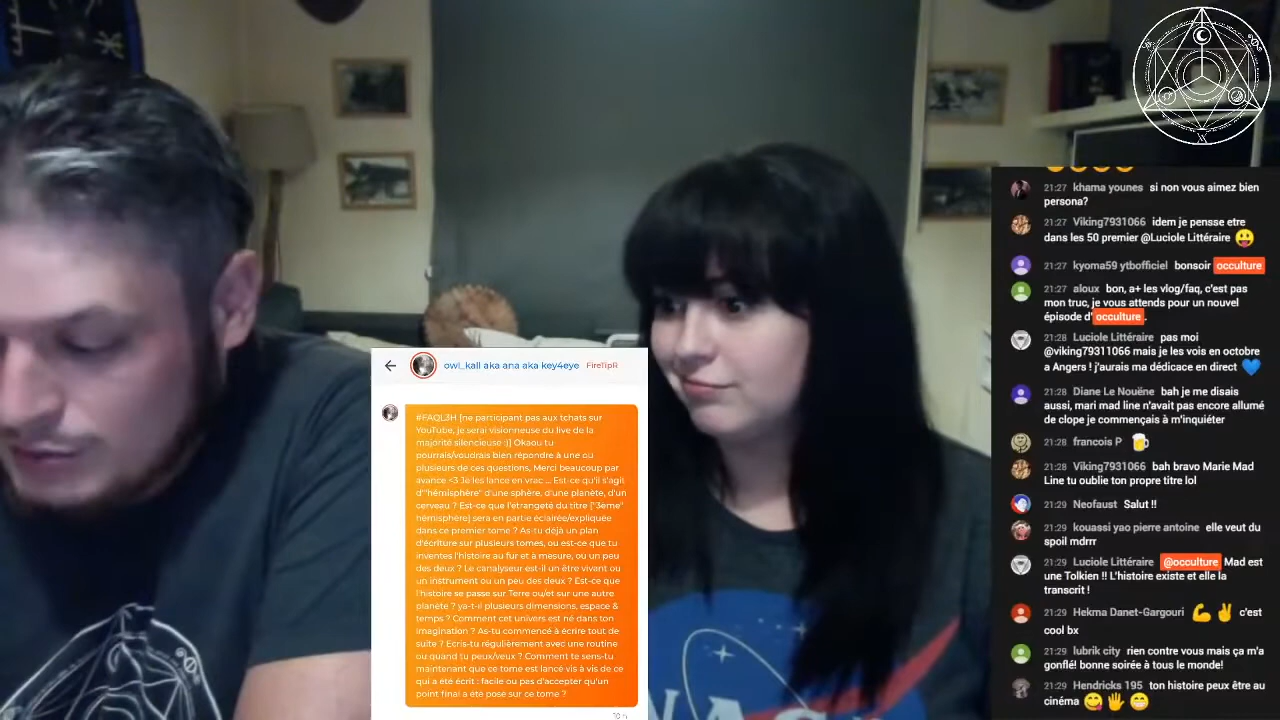 owl_kall aka ana aka key4eye FireTipR
#FAQL3H [ne participant pas aux tchats sur
YouTube, je serai visionneuse du live de la
majorité silencieuse :)] Okaou tu
pourrais/voudrais bien répondre à une ou
plusieurs de ces questions, Merci beaucoup par
avance <3 Je les lance en vrac ... Est-ce qu'il s'agit
d'"hémisphère" d'une sphère, d'une planète, d'un
cerveau ? Est-ce que l'etrangeté du titre ["3ème"
hémisphère] sera en partie éclairée/expliquée
dans ce premier tome ? As-tu déjà un plan
d'écriture sur plusieurs tomes, ou est-ce que tu
inventes l'histoire au fur et à mesure, ou un peu
des deux ? Le canalyseur est-il un être vivant ou
un instrument ou un peu des deux ? Est-ce que
l'histoire se passe sur Terre ou/et sur une autre
planète ? ya-t-il plusieurs dimensions, espace &
temps ? Comment cet univers est né dans ton
imagination ? As-tu commencé à écrire tout de
suite ? Ecris-tu régulièrement avec une routine
ou quand tu peux/veux ? Comment te sens-tu
maintenant que ce tome est lancé vis à vis de ce
qui a été écrit : facile ou pas d'accepter qu'un
point final a été posé sur ce tome ?
10 h
NASA
21:27 khama younes si non vous aimez bien
persona?
21:27 Viking7931066 idem je pensse etre
dans les 50 premier @Luciole Littéraire 😛
21:27 kyoma59 ytbofficiel bonsoir occulture
21:27 aloux bon, a+ les vlog/faq, c'est pas
mon truc, je vous attends pour un nouvel
épisode d'occulture.
21:28 Luciole Littéraire pas moi
@viking79931066 mais je les vois en octobre
a Angers ! j'aurais ma dédicace en direct 💙
21:28 Diane Le Nouëne bah je me disais
aussi, mari mad line n'avait pas encore allumé
de clope je commençais à m'inquiéter
21:28 francois P 🍺
21:28 Viking7931066 bah bravo Marie Mad
Line tu oublie ton propre titre lol
21:29 Neofaust Salut !!
21:29 kouassi yao pierre antoine elle veut du
spoil mdrrr
21:29 Luciole Littéraire @occulture Mad est
une Tolkien !! L'histoire existe et elle la
transcrit !
21:29 Hekma Danet-Gargouri 💪✌ c'est
cool bx
21:29 lubrik city rien contre vous mais ça m'a
gonflé! bonne soirée à tous le monde!
21:29 Hendricks 195 ton histoire peux être au
cinéma 😋🖐😁